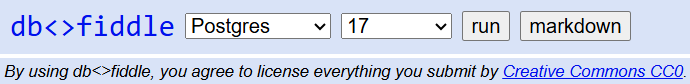 db<>fiddle Postgres 17 run markdown
By using db<>fiddle, you agree to license everything you submit by Creative Commons CC0.